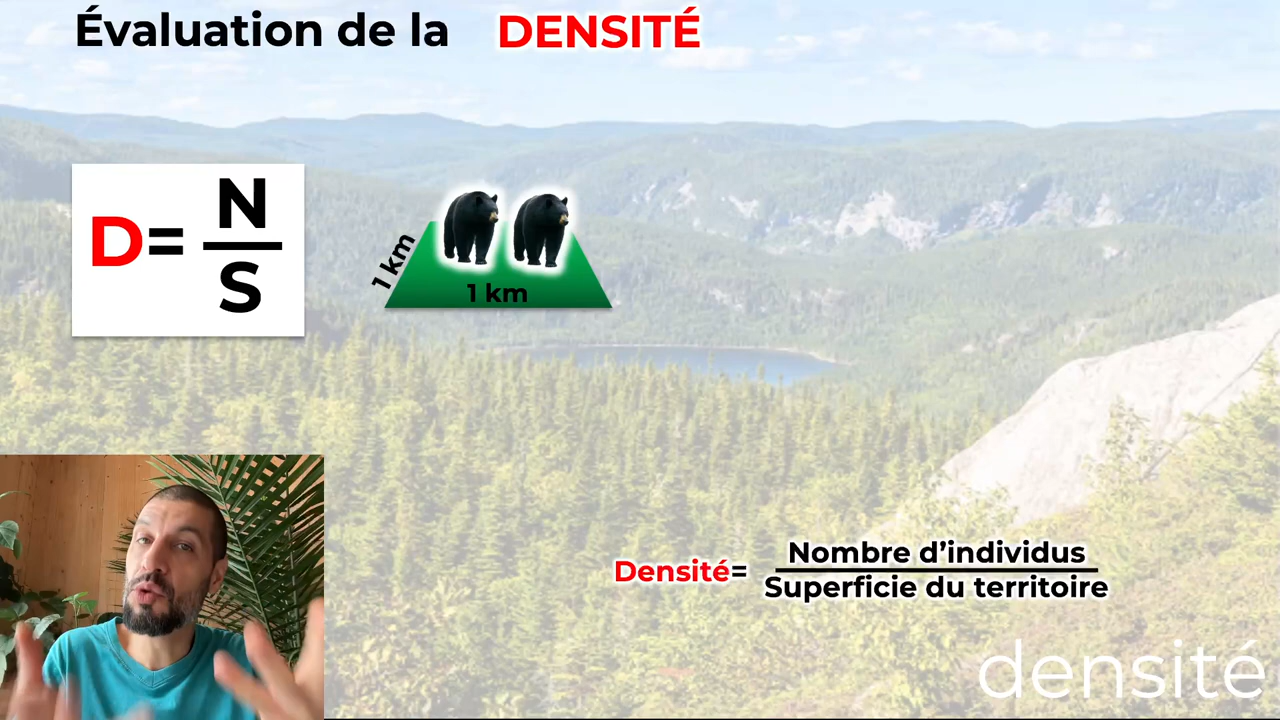 Évaluation de la DENSITÉ
D= N
S
1 km
1 km
Densité= Nombre d’individus
Superficie du territoire
densité